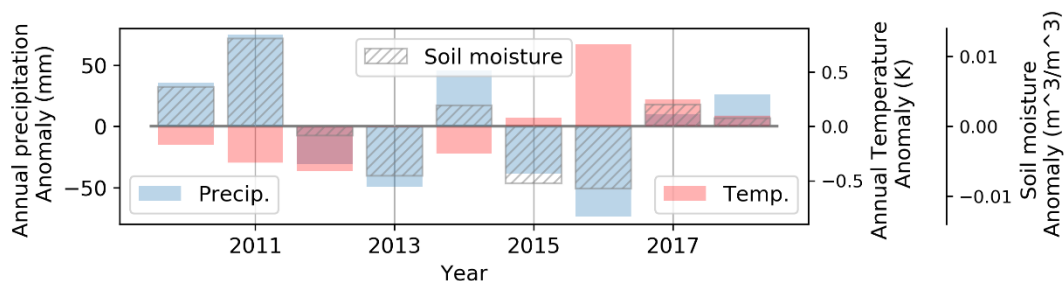 Annual precipitation
Anomaly (mm)
50
0
−50
Soil moisture
Precip.
Temp.
2011
2013
2015
2017
Year
0.5
0.0
−0.5
Annual Temperature
Anomaly (K)
0.01
0.00
−0.01
Soil moisture
Anomaly (m^3/m^3)